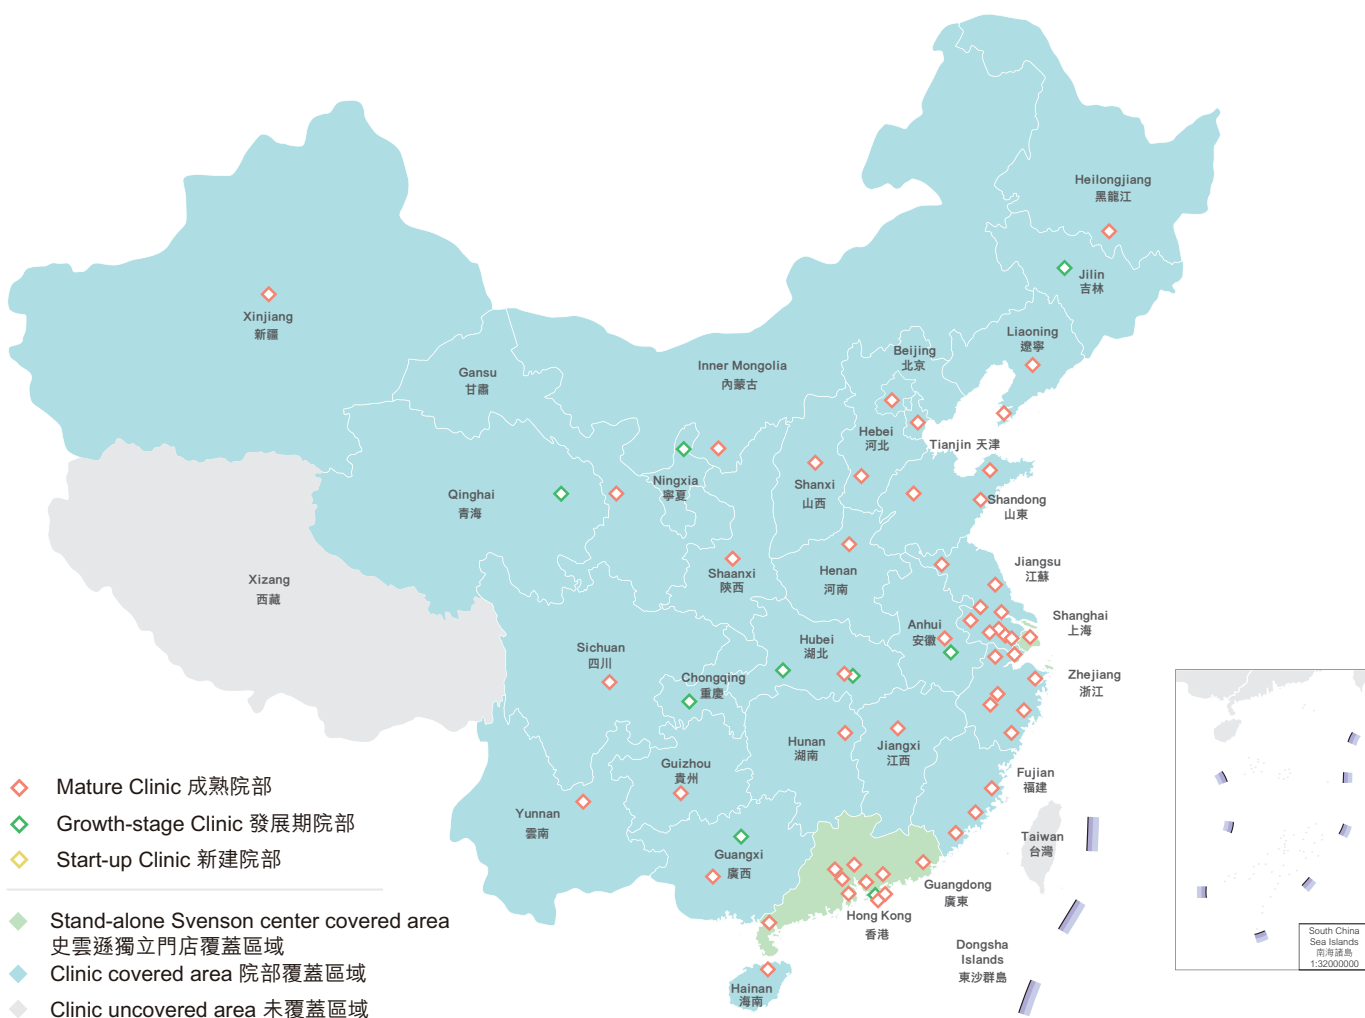 Heilongjiang
黑龍江
Jilin
吉林
Xinjiang
新疆
Liaoning
遼寧
Beijing
北京
Inner Mongolia
內蒙古
Gansu
甘肅
Hebei
河北
Tianjin 天津
Ningxia
寧夏
Shanxi
山西
Qinghai
青海
Shandong
山東
Jiangsu
江蘇
Shaanxi
陝西
Henan
河南
Xizang
西藏
Shanghai
上海
Anhui
安徽
Hubei
湖北
Sichuan
四川
Chongqing
重慶
Zhejiang
浙江
Hunan
湖南
Jiangxi
江西
Guizhou
貴州
Fujian
福建
Yunnan
雲南
Taiwan
台灣
Guangxi
廣西
Guangdong
廣東
Hong Kong
香港
Dongsha
Islands
東沙群島
Hainan
海南
South China
Sea Islands
南海諸島
1:32000000
Mature Clinic 成熟院部
Growth-stage Clinic 發展期院部
Start-up Clinic 新建院部
Stand-alone Svenson center covered area
史雲遜獨立門店覆蓋區域
Clinic covered area 院部覆蓋區域
Clinic uncovered area 未覆蓋區域